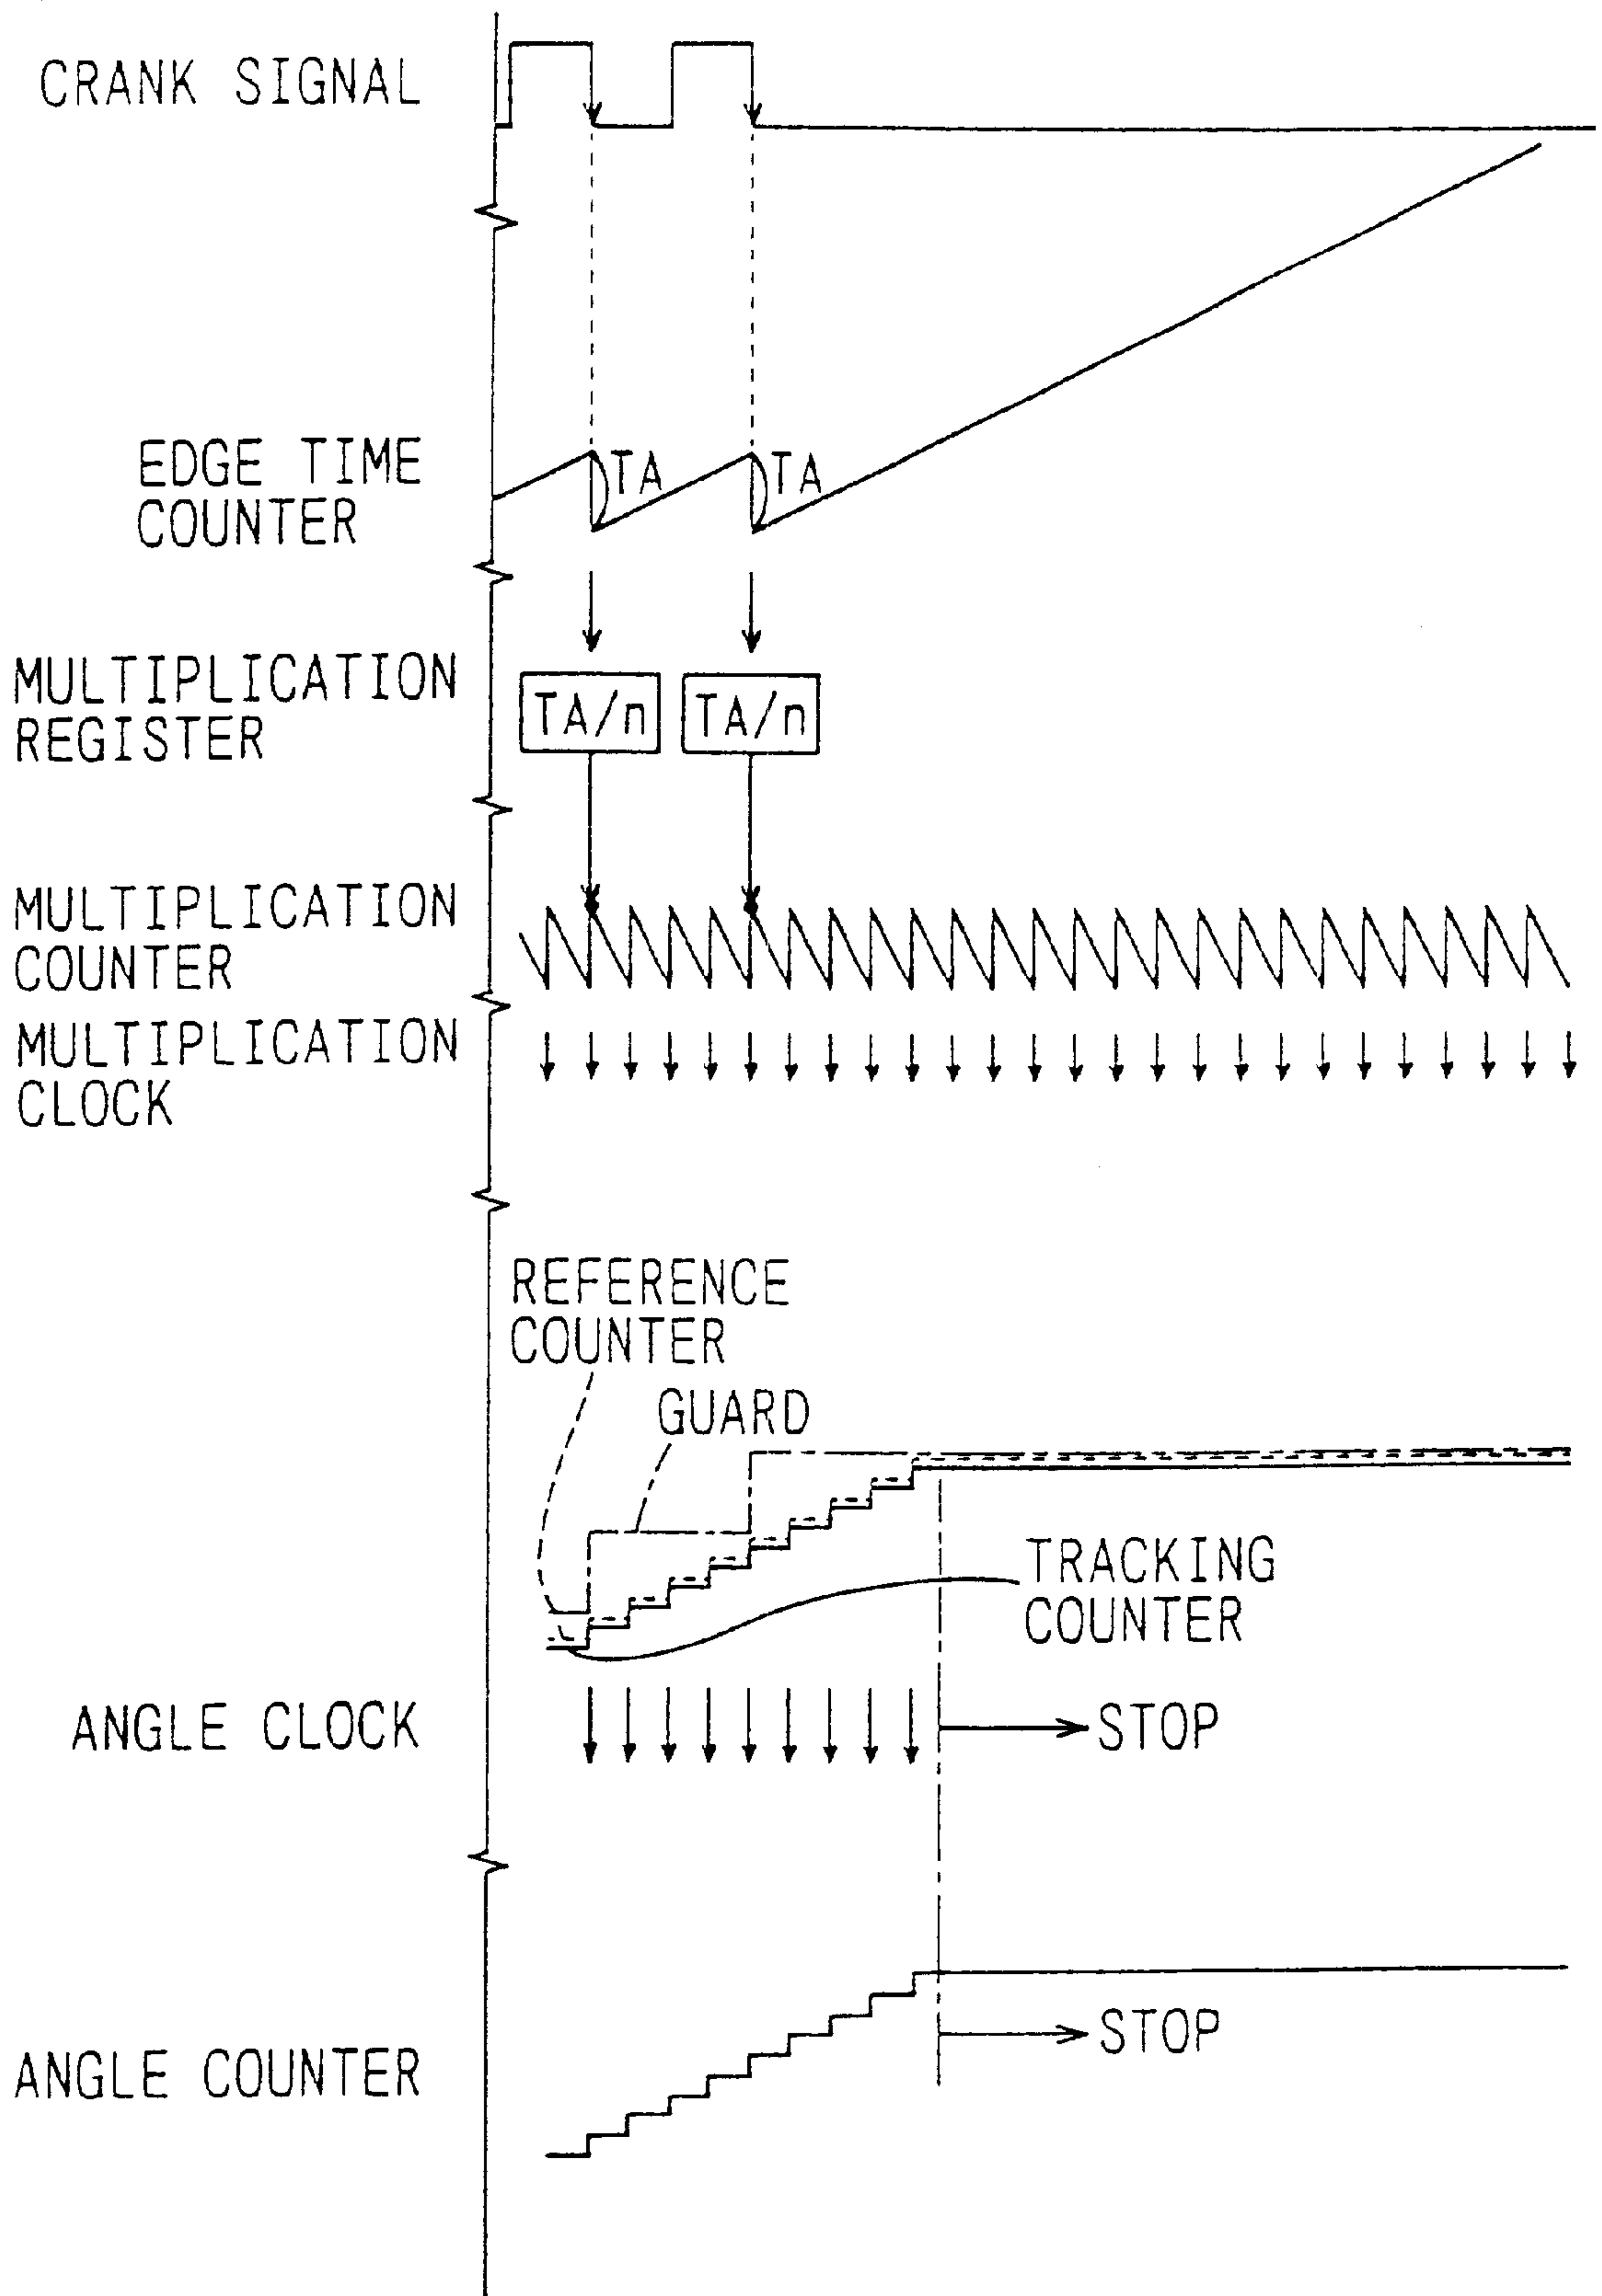 CRANK SIGNAL
EDGE TIME
COUNTER
TA
TA
MULTIPLICATION
REGISTER
TA/n
TA/n
MULTIPLICATION
COUNTER
MULTIPLICATION
CLOCK
REFERENCE
COUNTER
GUARD
TRACKING
COUNTER
ANGLE CLOCK
STOP
ANGLE COUNTER
STOP